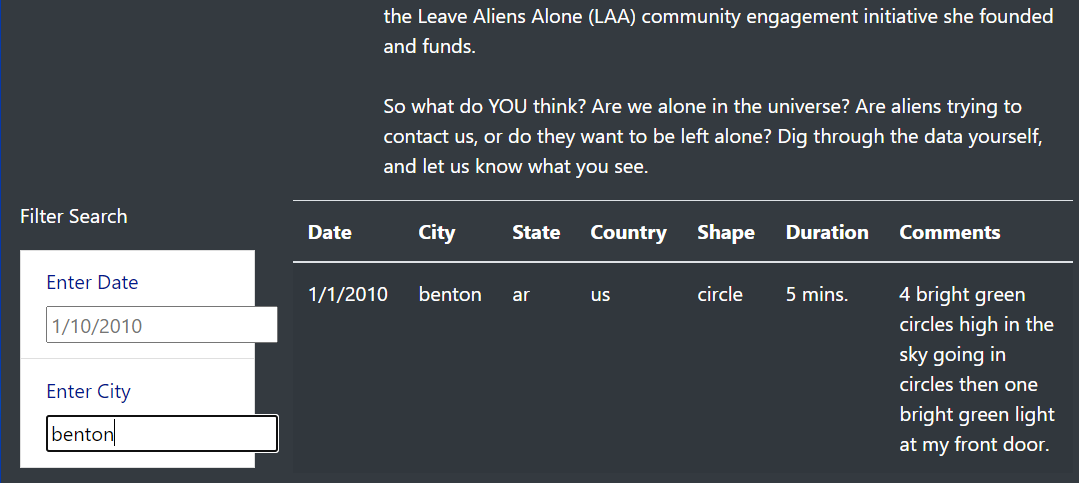 the Leave Aliens Alone (LAA) community engagement initiative she founded
and funds.
So what do YOU think? Are we alone in the universe? Are aliens trying to
contact us, or do they want to be left alone? Dig through the data yourself,
and let us know what you see.
Filter Search
Enter Date
1/10/2010
Enter City
benton
Date City State Country Shape Duration Comments
1/1/2010 benton ar us circle 5 mins. 4 bright green
circles high in the
sky going in
circles then one
bright green light
at my front door.